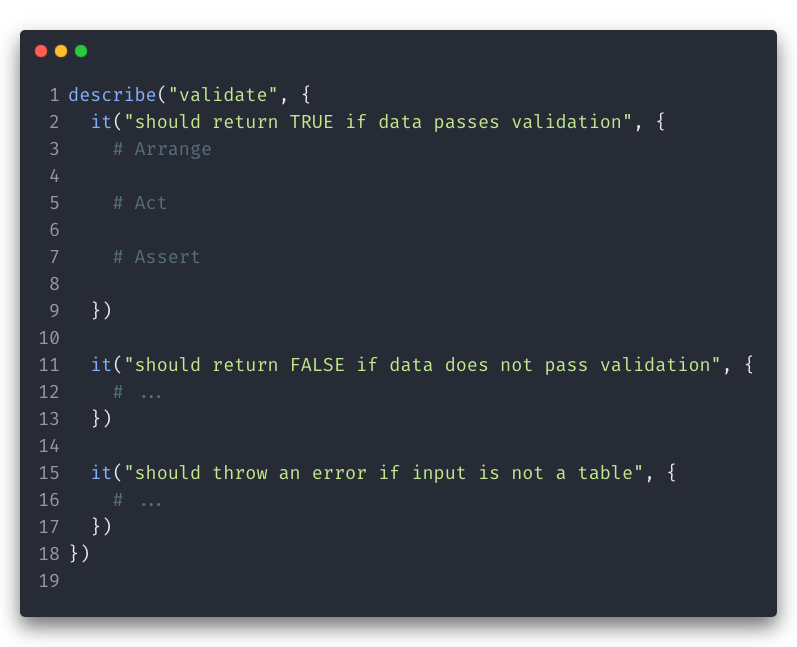 1 describe("validate", {
2   it("should return TRUE if data passes validation", {
3     # Arrange
4
5     # Act
6
7     # Assert
8
9   })
10
11   it("should return FALSE if data does not pass validation", {
12     # ...
13   })
14
15   it("should throw an error if input is not a table", {
16     # ...
17   })
18 })
19